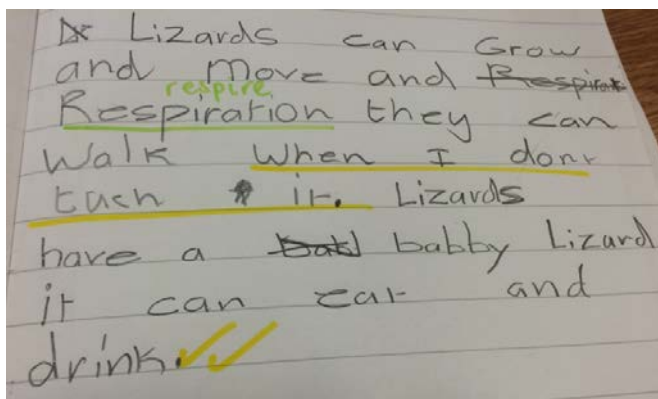 Lizards can Grow
and move and Respirat
respire
Respiration they can
Walk When I dont
tuch it. Lizards
have a babby Lizard
it can eat and
drink.